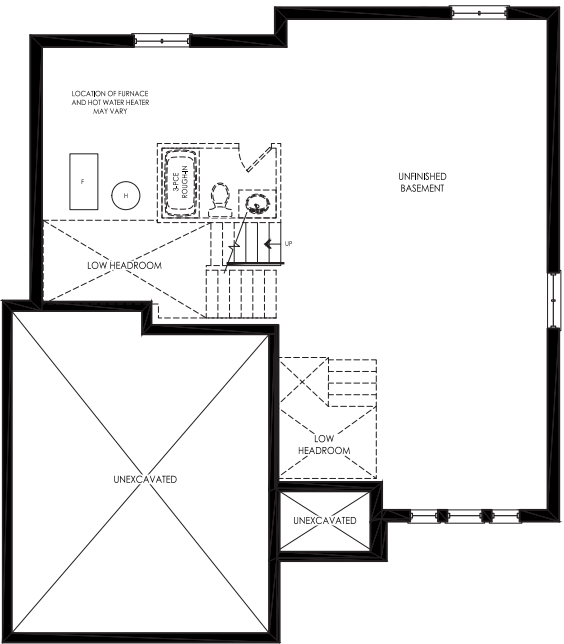 LOCATION OF FURNACE
AND HOT WATER HEATER
MAY VARY
F
H
3-PCE
ROUGH-IN
UNFINISHED
BASEMENT
UP
LOW HEADROOM
LOW
HEADROOM
UNEXCAVATED
UNEXCAVATED